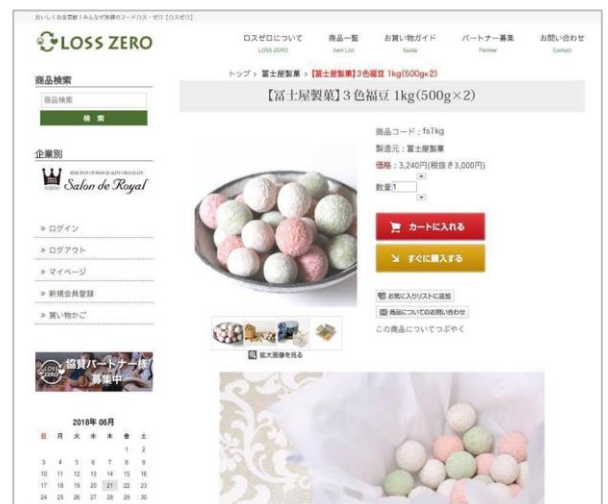 おいしく社会貢献！みんなが笑顔のフードロス・ゼロ【ロスゼロ】
LOSS ZERO
ロスゼロについて 商品一覧 お買い物ガイド パートナー募集 お問い合わせ
LOSS ZERO Item List Guide Partner Contact
商品検索
商品検索
検 索
企業別
Salon de Royal
» ログイン
» ログアウト
» マイページ
» 新規会員登録
» 買い物かご
LOSS ZERO
協賛パートナー様
募集中
2018年 06月
日 月 火 水 木 金 土
1 2
3 4 5 6 7 8 9
10 11 12 13 14 15 16
17 18 19 20 21 22 23
24 25 26 27 28 29 30
トップ > 冨士屋製菓 > 【冨士屋製菓】3色福豆 1kg(500g×2)
【冨士屋製菓】3色福豆 1kg(500g×2)
商品コード：fs1kg
製造元：冨士屋製菓
価格：3,240円(税抜き3,000円)
数量 1
カートに入れる
すぐに購入する
お気に入りリストに追加
商品についてのお問い合わせ
この商品についてつぶやく
拡大画像を見る